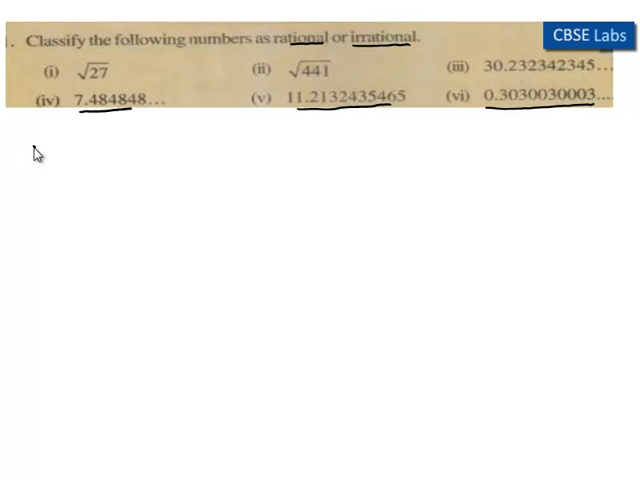 CBSE Labs
1. Classify the following numbers as rational or irrational.
(i) √27 (ii) √441 (iii) 30.232342345...
(iv) 7.484848... (v) 11.2132435465 (vi) 0.3030030003....